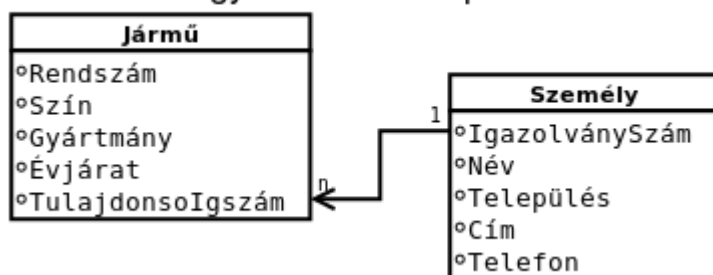 Jármű
Rendszám
Szín
Gyártmány
Évjárat
TulajdonsoIgszám
n
1
Személy
IgazolványSzám
Név
Település
Cím
Telefon